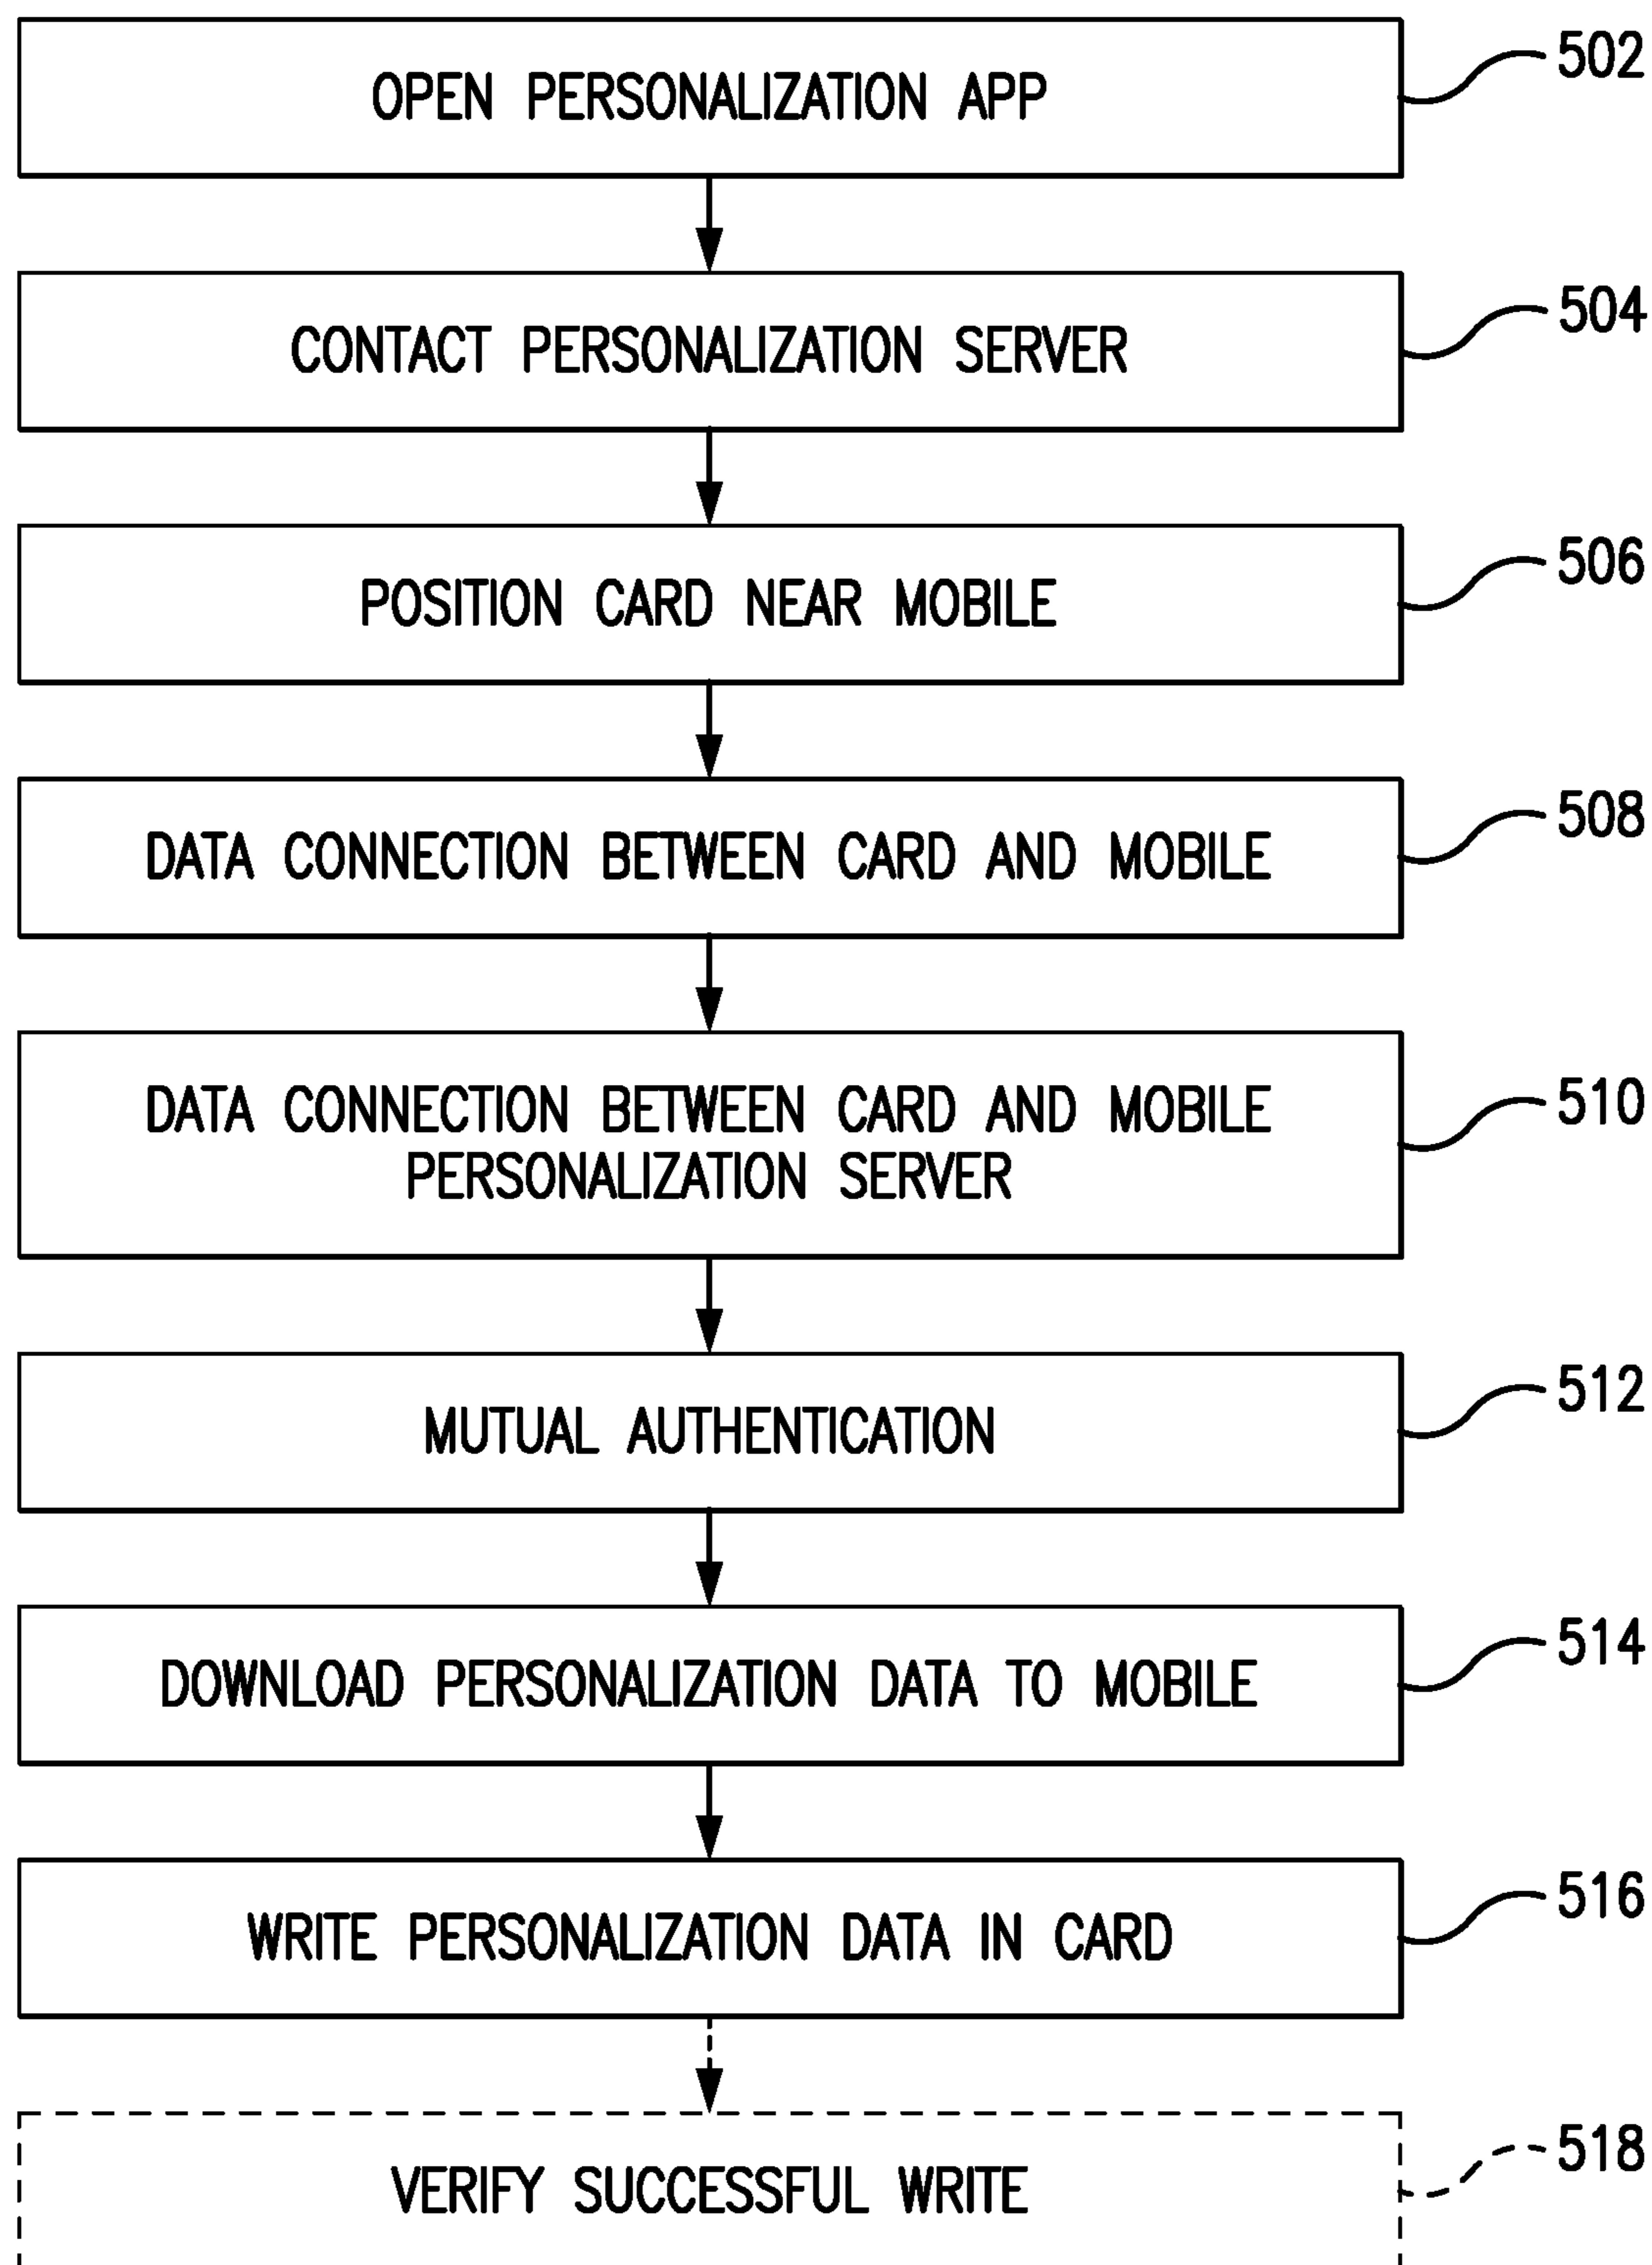 OPEN PERSONALIZATION APP
502
CONTACT PERSONALIZATION SERVER
504
POSITION CARD NEAR MOBILE
506
DATA CONNECTION BETWEEN CARD AND MOBILE
508
DATA CONNECTION BETWEEN CARD AND MOBILE
PERSONALIZATION SERVER
510
MUTUAL AUTHENTICATION
512
DOWNLOAD PERSONALIZATION DATA TO MOBILE
514
WRITE PERSONALIZATION DATA IN CARD
516
VERIFY SUCCESSFUL WRITE
518